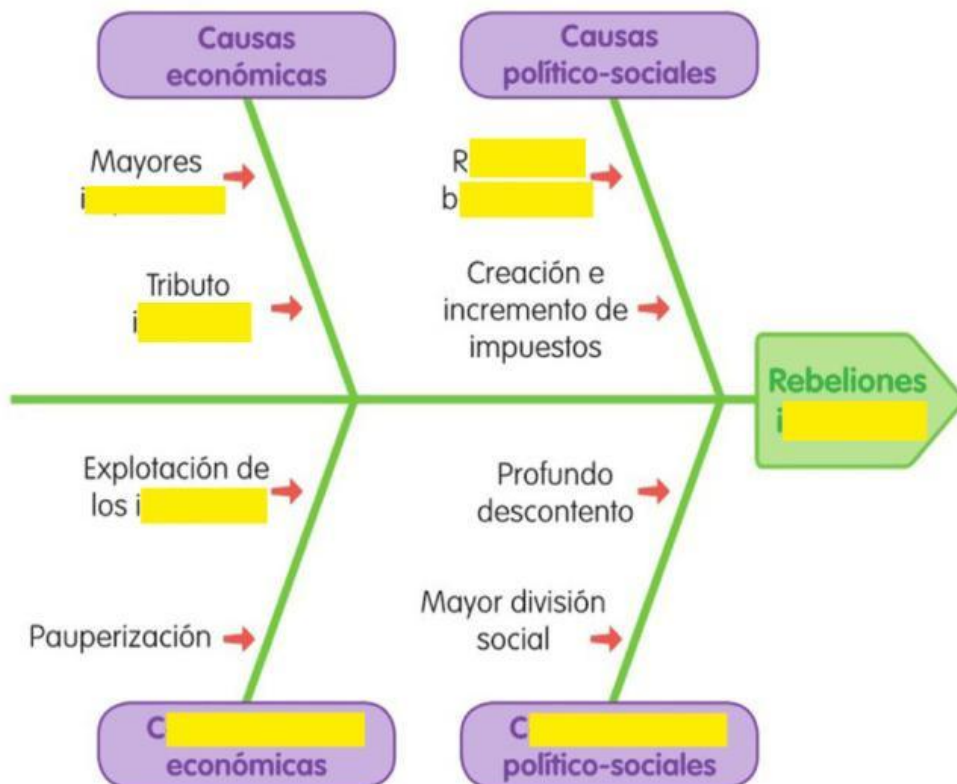 Causas
económicas
Causas
político-sociales
Mayores
i
R
b
Tributo
i
Creación e
incremento de
impuestos
Rebeliones
i
Explotación de
los i
Profundo
descontento
Pauperización
Mayor división
social
C
económicas
C
político-sociales